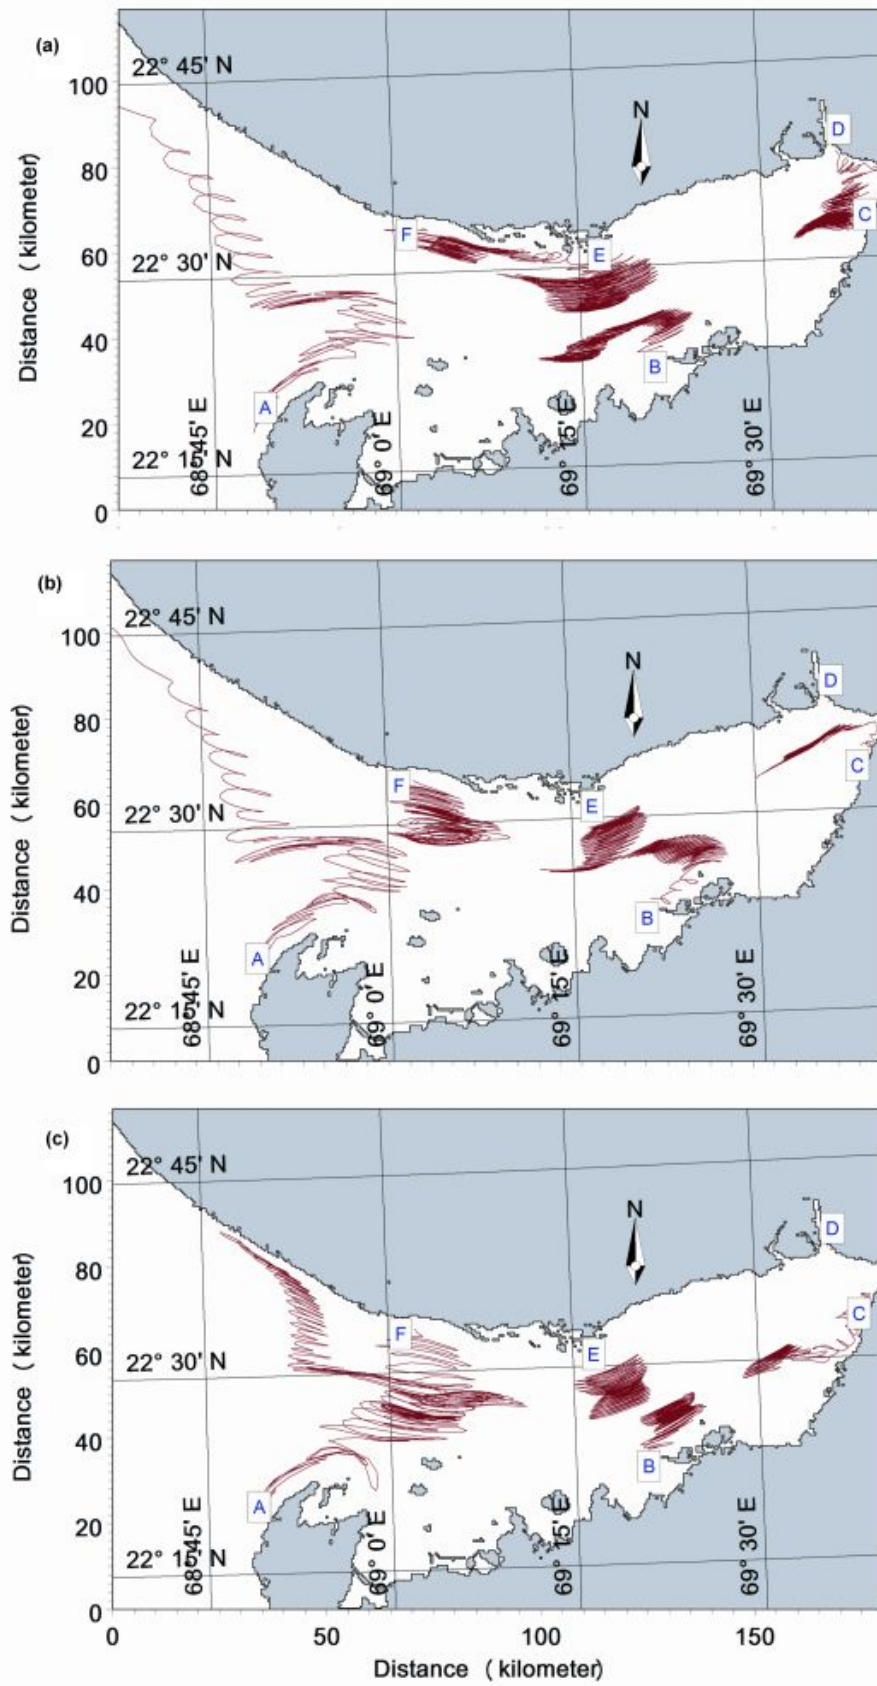 (a)
22° 45' N
100
N
D
80
C
F
60
E
22° 30' N
Distance (kilometer)
40
B
A
20
68° 45' E
69° 0' E
69° 15' E
69° 30' E
22° 15' N
0
(b)
22° 45' N
100
N
D
80
C
F
60
E
22° 30' N
Distance (kilometer)
40
B
A
20
68° 45' E
69° 0' E
69° 15' E
69° 30' E
22° 15' N
0
(c)
22° 45' N
100
N
D
80
C
F
60
E
22° 30' N
Distance (kilometer)
40
B
A
20
68° 45' E
69° 0' E
69° 15' E
69° 30' E
22° 15' N
0
0 50 100 150
Distance (kilometer)